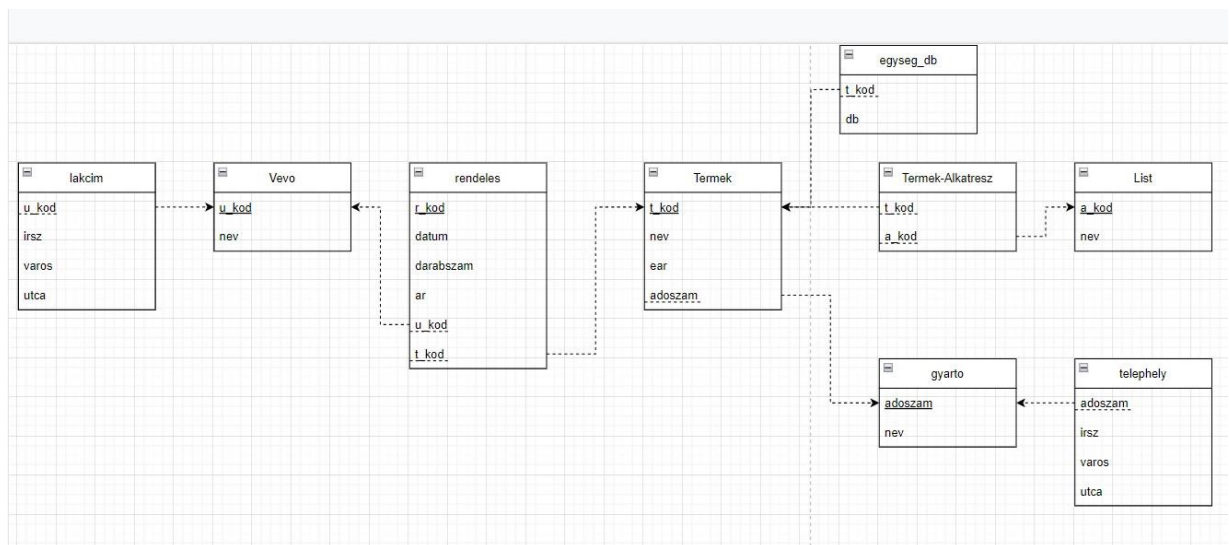 egyseg_db
t_kod
db
lakcim
u_kod
irsz
varos
utca
Vevo
u_kod
nev
rendeles
r_kod
datum
darabszam
ar
u_kod
t_kod
Termek
t_kod
nev
ear
adoszam
Termek-Alkatresz
t_kod
a_kod
List
a_kod
nev
gyarto
adoszam
nev
telephely
adoszam
irsz
varos
utca